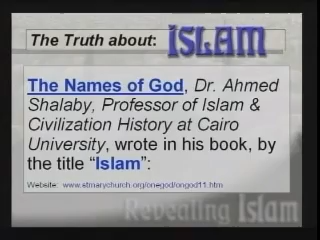 The Truth about: ISLAM
The Names of God, Dr. Ahmed
Shalaby, Professor of Islam &
Civilization History at Cairo
University, wrote in his book, by
the title “Islam”:
Website: www.stmarychurch.org/onegod/ongod11.htm
Revealing Islam